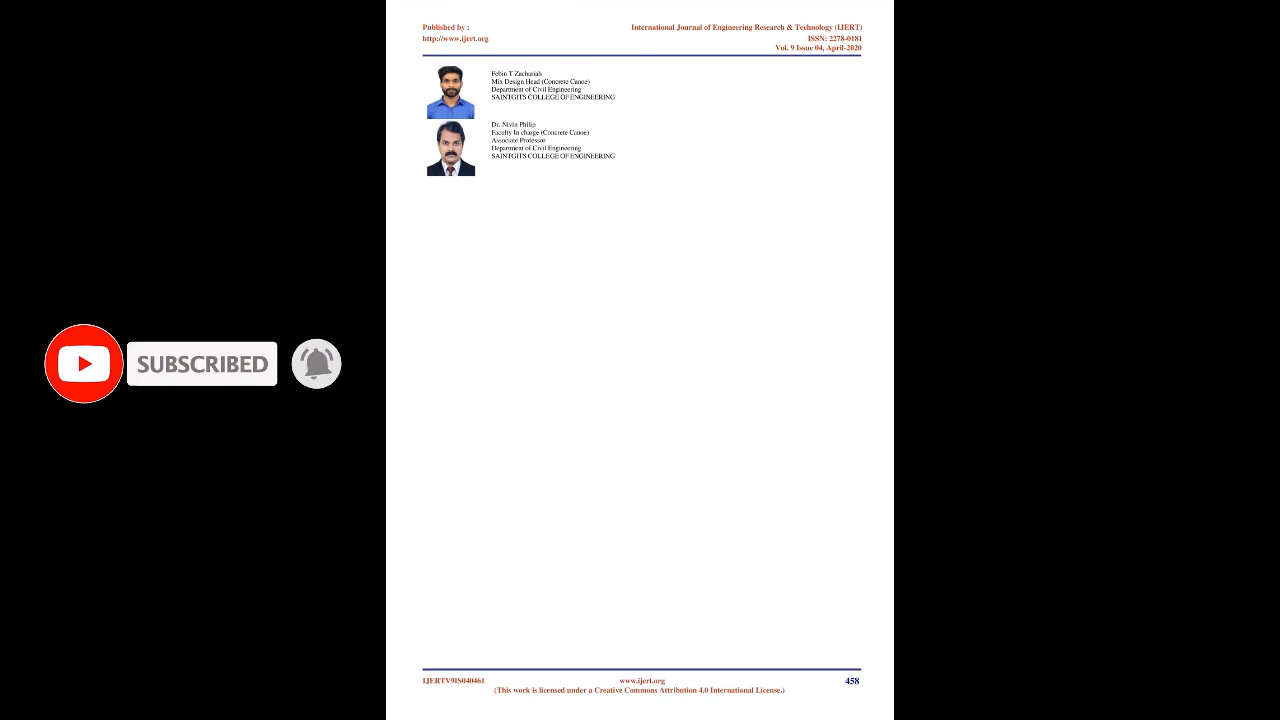 Published by :
http://www.ijert.org
International Journal of Engineering Research & Technology (IJERT)
ISSN: 2278-0181
Vol. 9 Issue 04, April-2020
Febin T Zachariah
Mix Design Head (Concrete Canoe)
Department of Civil Engineering
SAINTGITS COLLEGE OF ENGINEERING
Dr. Nivin Philip
Faculty In charge (Concrete Canoe)
Associate Professor
Department of Civil Engineering
SAINTGITS COLLEGE OF ENGINEERING
SUBSCRIBED
IJERTV9IS040461
www.ijert.org
458
(This work is licensed under a Creative Commons Attribution 4.0 International License.)